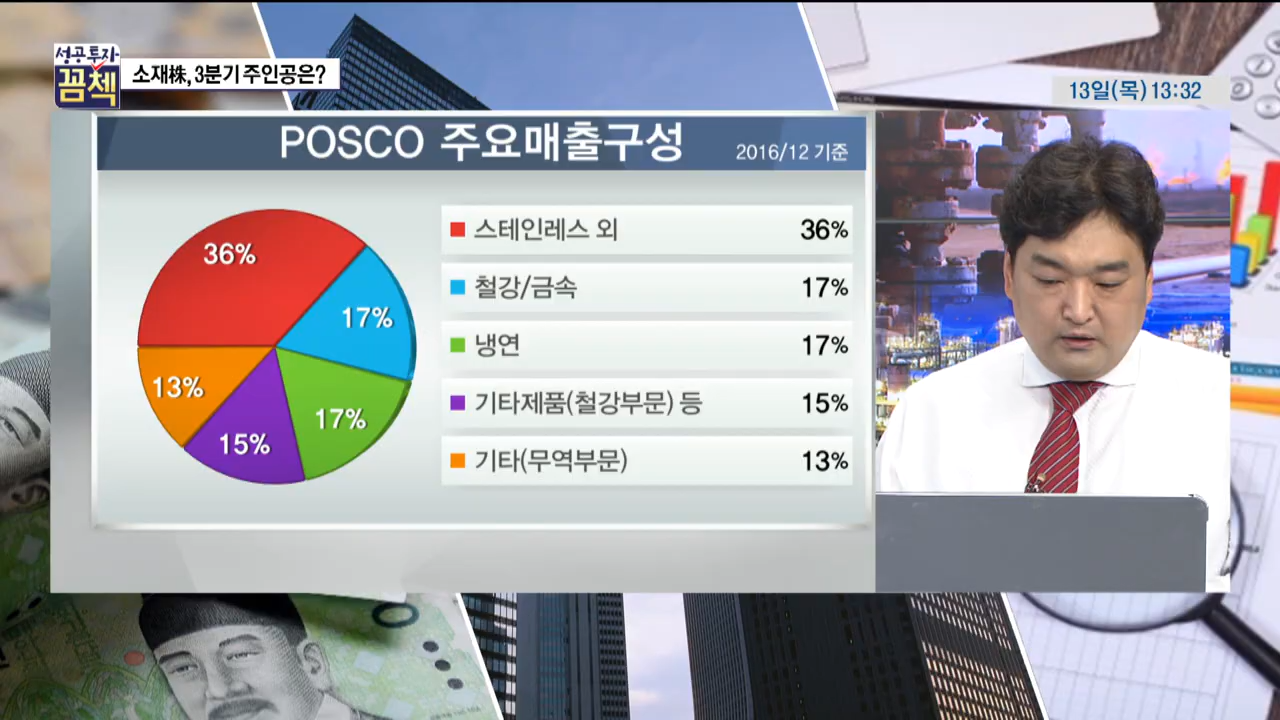 성공투자
꼼첵
소재株, 3분기 주인공은?
13일(목) 13:32
POSCO 주요매출구성
2016/12 기준
36%
17%
17%
15%
13%
스테인레스 외 36%
철강/금속 17%
냉연 17%
기타제품(철강부문) 등 15%
기타(무역부문) 13%